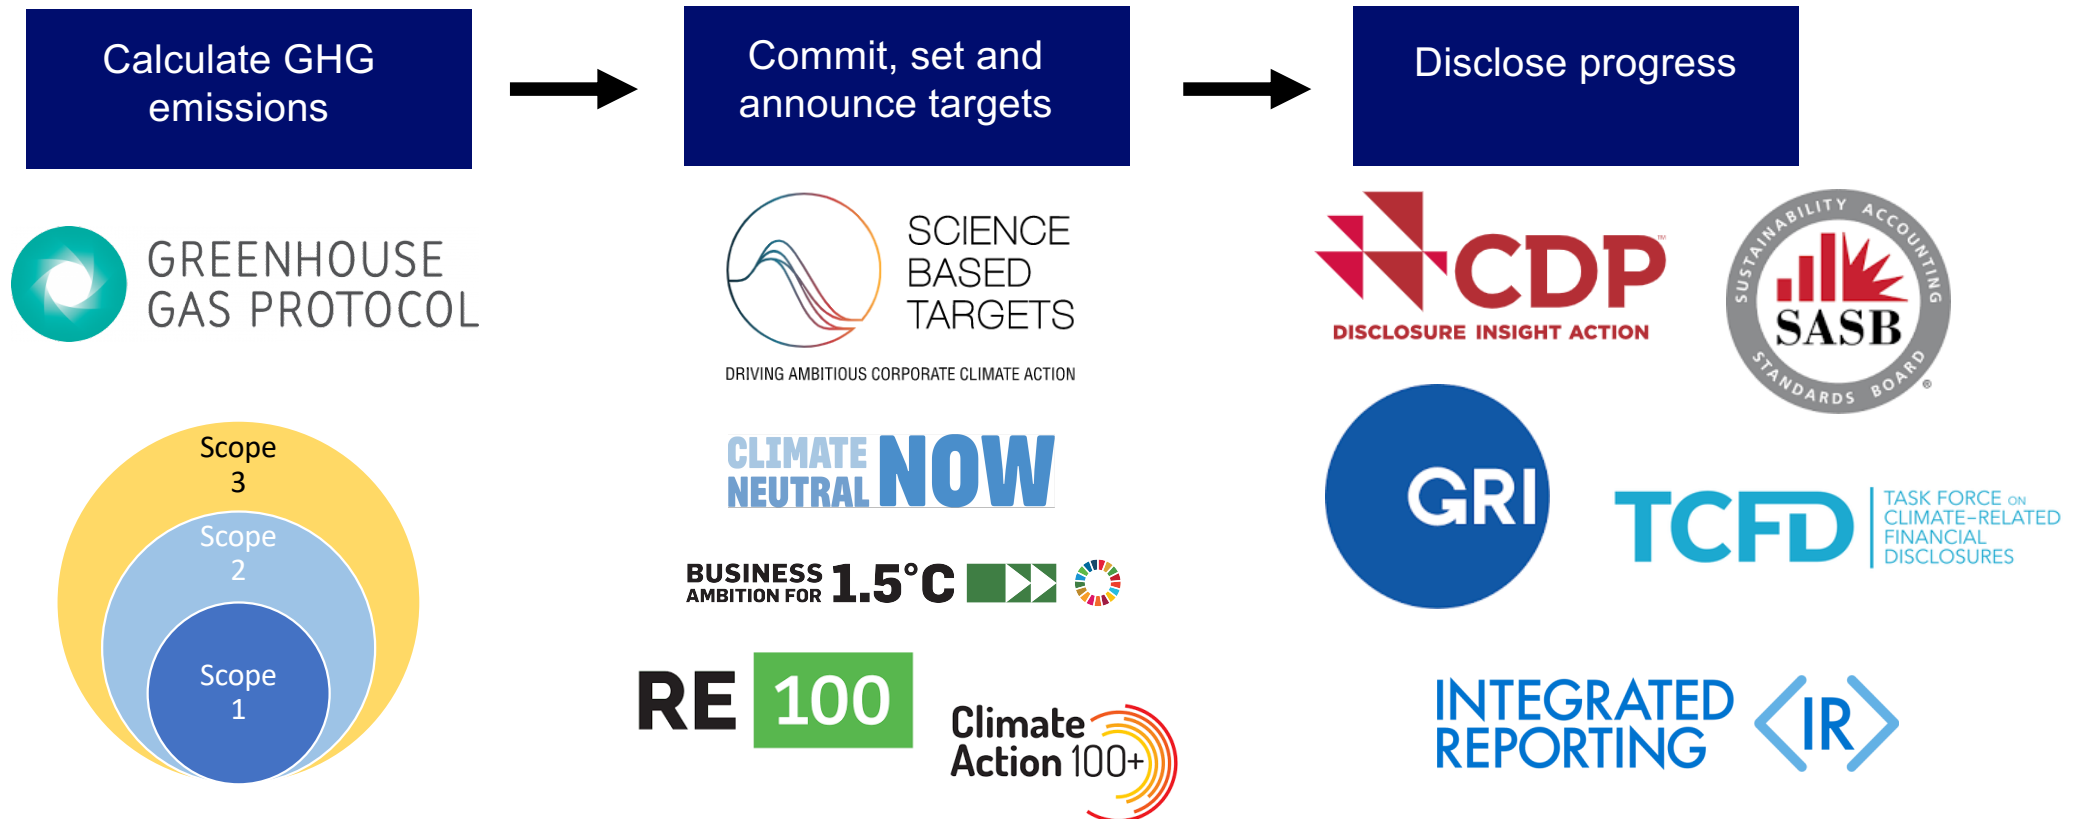 Calculate GHG
emissions
Commit, set and
announce targets
Disclose progress
GREENHOUSE
GAS PROTOCOL
Scope
3
Scope
2
Scope
1
SCIENCE
BASED
TARGETS
DRIVING AMBITIOUS CORPORATE CLIMATE ACTION
CLIMATE
NEUTRAL
NOW
BUSINESS
AMBITION FOR
1.5°C
RE 100
Climate
Action 100+
CDP™
DISCLOSURE INSIGHT ACTION
SUSTAINABILITY ACCOUNTING
SASB
STANDARDS BOARD®
GRI
TCFD
TASK FORCE ON
CLIMATE-RELATED
FINANCIAL
DISCLOSURES
INTEGRATED
REPORTING
<IR>